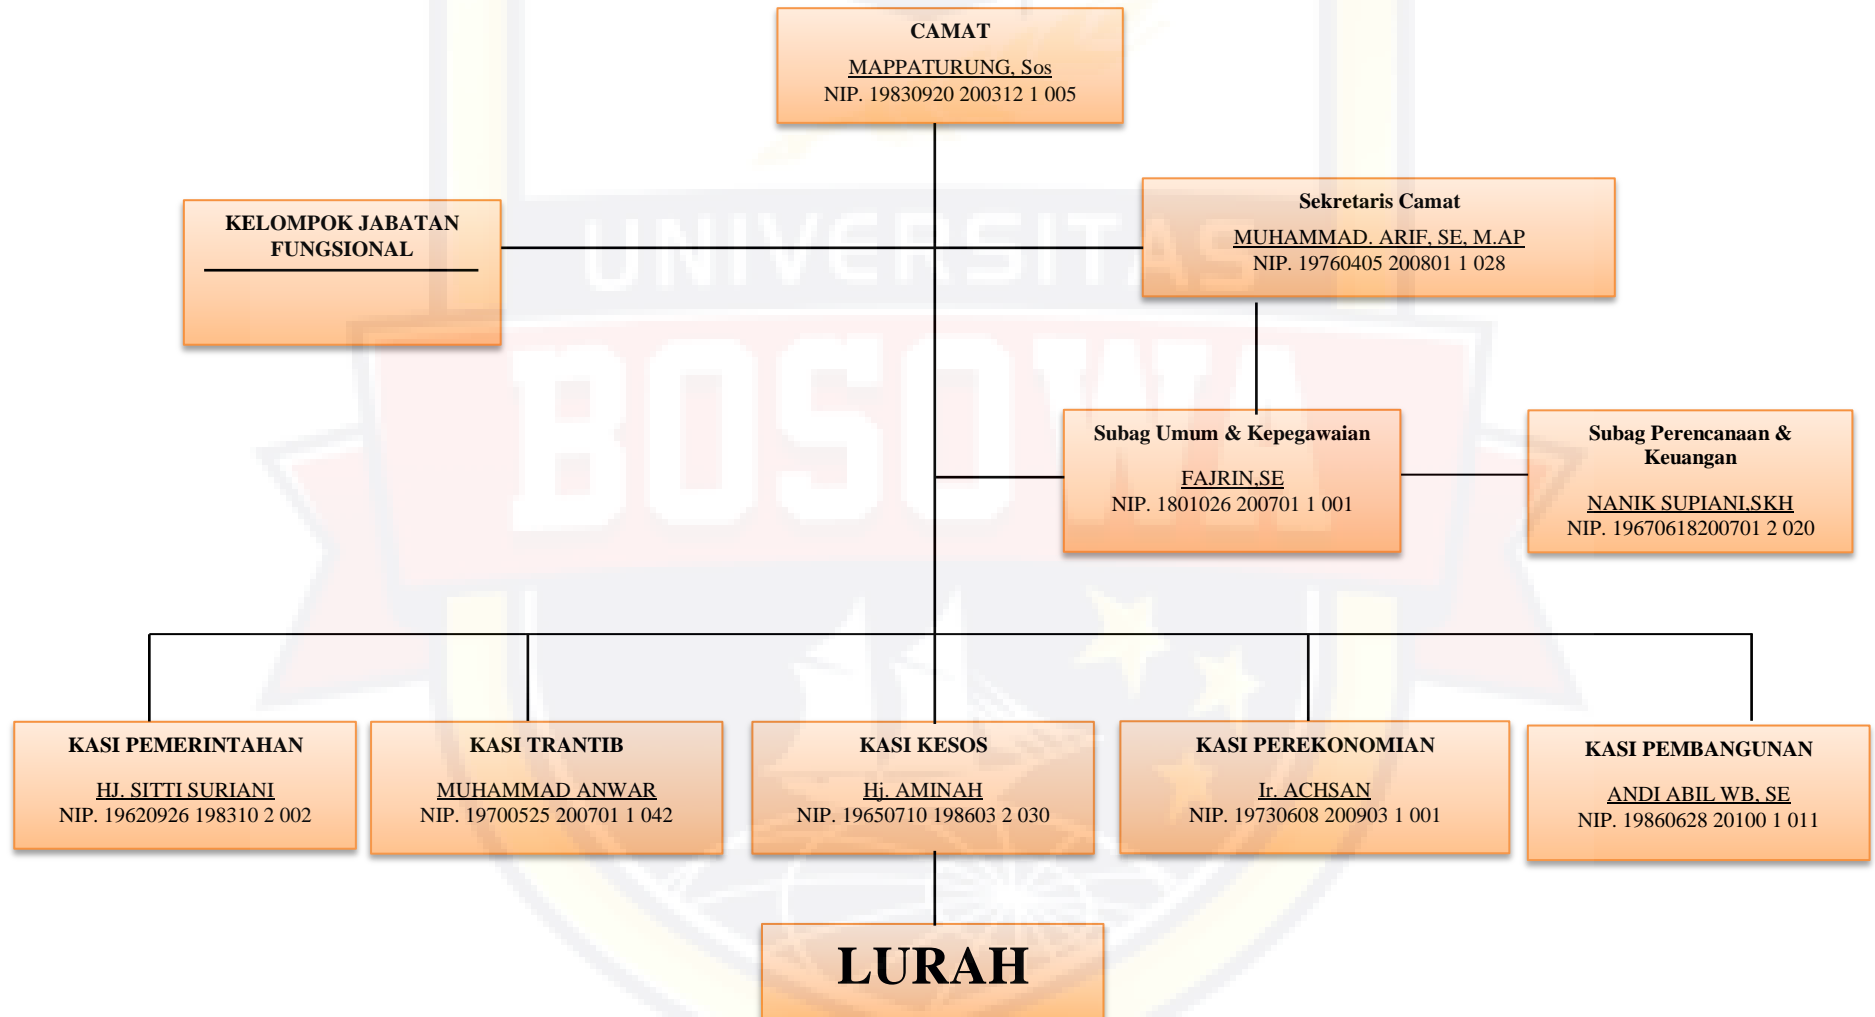 CAMAT
MAPPATURUNG, Sos
NIP. 19830920 200312 1 005
KELOMPOK JABATAN
FUNGSIONAL
Sekretaris Camat
MUHAMMAD. ARIF, SE, M.AP
NIP. 19760405 200801 1 028
UNIVERSITAS
BOSOWA
Subag Umum & Kepegawaian
FAJRIN,SE
NIP. 1801026 200701 1 001
Subag Perencanaan &
Keuangan
NANIK SUPIANI,SKH
NIP. 19670618200701 2 020
KASI PEMERINTAHAN
HJ. SITTI SURIANI
NIP. 19620926 198310 2 002
KASI TRANTIB
MUHAMMAD ANWAR
NIP. 19700525 200701 1 042
KASI KESOS
Hj. AMINAH
NIP. 19650710 198603 2 030
KASI PEREKONOMIAN
Ir. ACHSAN
NIP. 19730608 200903 1 001
KASI PEMBANGUNAN
ANDI ABIL WB, SE
NIP. 19860628 20100 1 011
LURAH